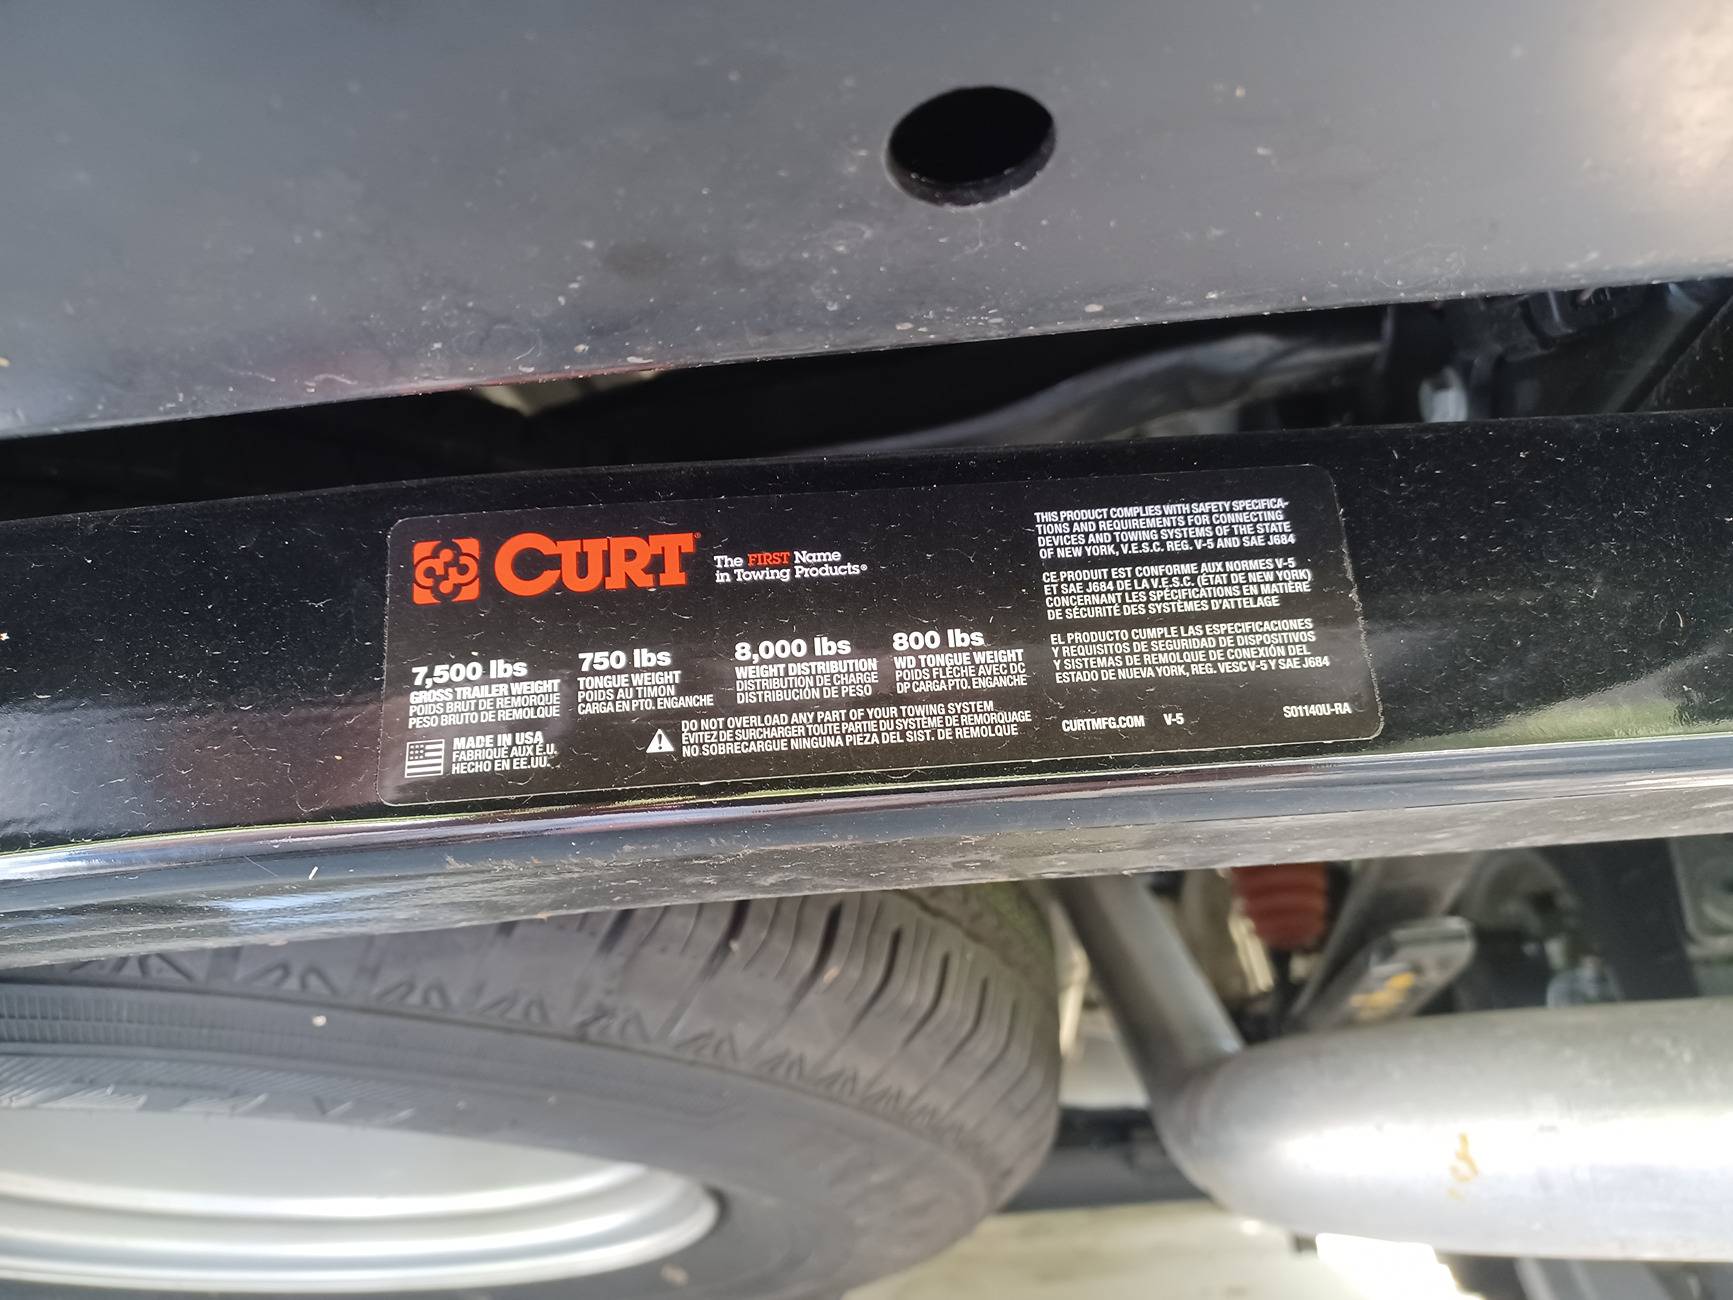 CURT®
The FIRST Name
in Towing Products®
7,500 lbs
GROSS TRAILER WEIGHT
POIDS BRUT DE REMORQUE
PESO BRUTO DE REMOLQUE
750 lbs
TONGUE WEIGHT
POIDS AU TIMON
CARGA EN PTO. ENGANCHE
8,000 lbs
WEIGHT DISTRIBUTION
DISTRIBUTION DE CHARGE
DISTRIBUCIÓN DE PESO
800 lbs
WD TONGUE WEIGHT
POIDS FLÈCHE AVEC DC
DP CARGA PTO. ENGANCHE
MADE IN USA
FABRIQUÉ AUX É.U.
HECHO EN EE.UU.
DO NOT OVERLOAD ANY PART OF YOUR TOWING SYSTEM
ÉVITEZ DE SURCHARGER TOUTE PARTIE DU SYSTÈME DE REMORQUAGE
NO SOBRECARGUE NINGUNA PIEZA DEL SIST. DE REMOLQUE
THIS PRODUCT COMPLIES WITH SAFETY SPECIFICA-
TIONS AND REQUIREMENTS FOR CONNECTING
DEVICES AND TOWING SYSTEMS OF THE STATE
OF NEW YORK, V.E.S.C. REG. V-5 AND SAE J684
CE PRODUIT EST CONFORME AUX NORMES V-5
ET SAE J684 DE LA V.E.S.C. (ÉTAT DE NEW YORK)
CONCERNANT LES SPÉCIFICATIONS EN MATIÈRE
DE SÉCURITÉ DES SYSTÈMES D'ATTELAGE
EL PRODUCTO CUMPLE LAS ESPECIFICACIONES
Y REQUISITOS DE SEGURIDAD DE DISPOSITIVOS
Y SISTEMAS DE REMOLQUE DE CONEXIÓN DEL
ESTADO DE NUEVA YORK, REG. VESC V-5 Y SAE J684
CURTMFG.COM V-5 S01140U-RA